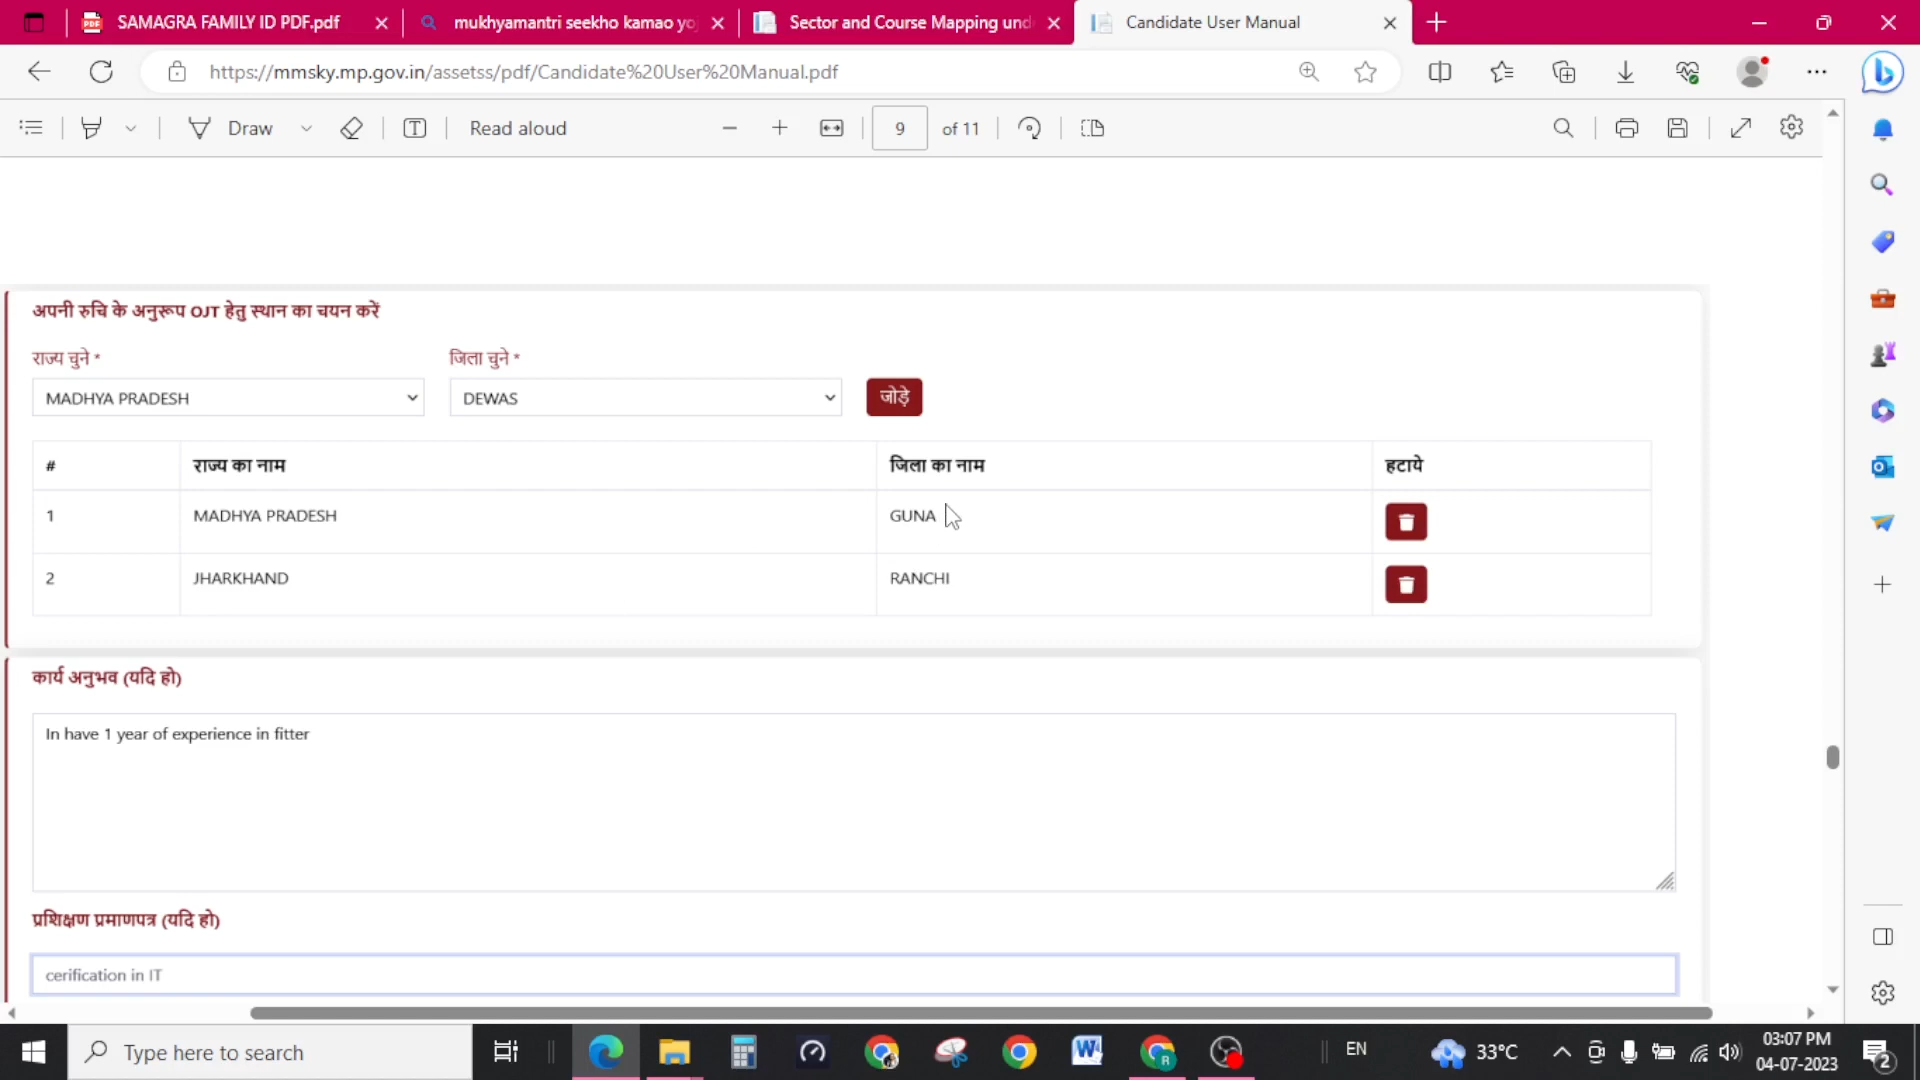 SAMAGRA FAMILY ID PDF.pdf
mukhyamantri seekho kamao yo
Sector and Course Mapping und
Candidate User Manual
https://mmsky.mp.gov.in/assetss/pdf/Candidate%20User%20Manual.pdf
Draw
Read aloud
9 of 11
अपनी रुचि के अनुरूप OJT हेतु स्थान का चयन करें
राज्य चुने * जिला चुने *
MADHYA PRADESH DEWAS जोड़े
# राज्य का नाम जिला का नाम हटाये
1 MADHYA PRADESH GUNA
2 JHARKHAND RANCHI
कार्य अनुभव (यदि हो)
In have 1 year of experience in fitter
प्रशिक्षण प्रमाणपत्र (यदि हो)
cerification in IT
Type here to search
EN
33°C
03:07 PM
04-07-2023
2